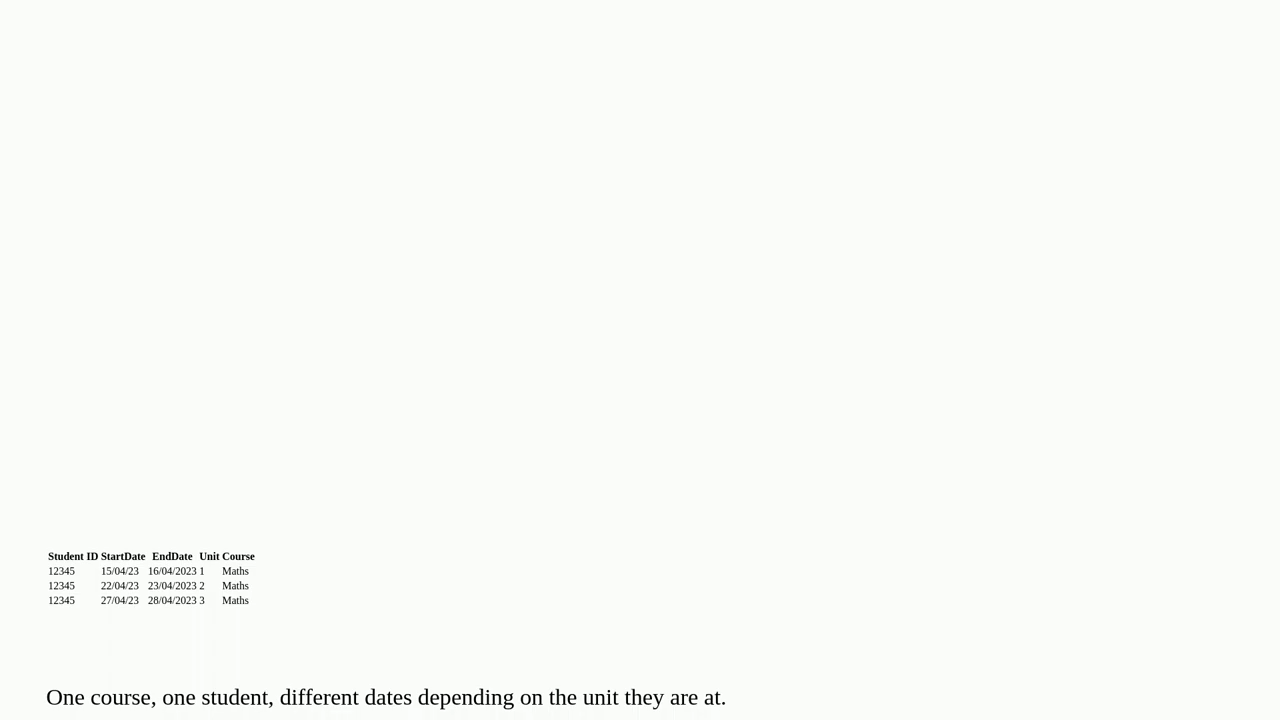 Student ID StartDate EndDate Unit Course
12345 15/04/23 16/04/2023 1 Maths
12345 22/04/23 23/04/2023 2 Maths
12345 27/04/23 28/04/2023 3 Maths
One course, one student, different dates depending on the unit they are at.